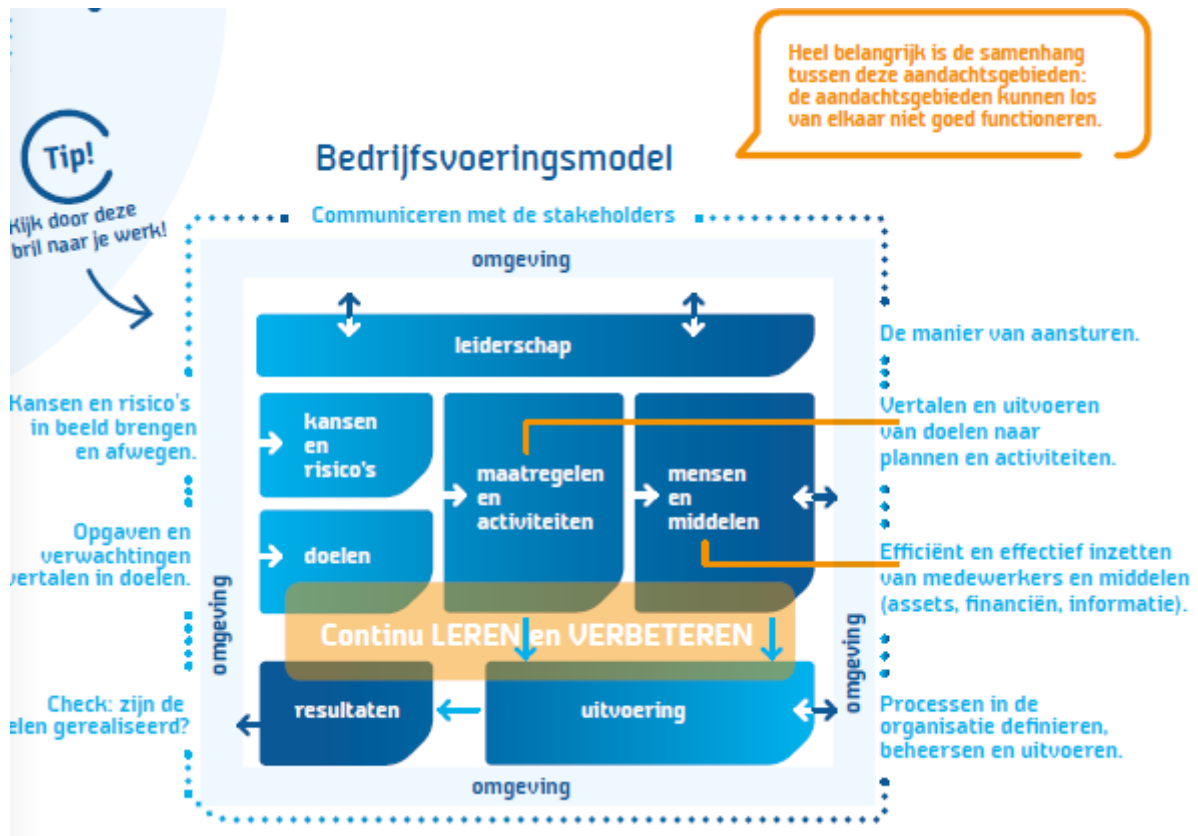 Heel belangrijk is de samenhang
tussen deze aandachtsgebieden:
de aandachtsgebieden kunnen los
van elkaar niet goed functioneren.
Tip!
Kijk door deze
bril naar je werk!
Bedrijfsvoeringsmodel
Communiceren met de stakeholders
omgeving
leiderschap
De manier van aansturen.
Kansen en risico's
in beeld brengen
en afwegen.
kansen
en
risico's
maatregelen
en
activiteiten
mensen
en
middelen
Vertalen en uitvoeren
van doelen naar
plannen en activiteiten.
Opgaven en
verwachtingen
vertalen in doelen.
doelen
Efficiënt en effectief inzetten
van medewerkers en middelen
(assets, financiën, informatie).
omgeving
Continu LEREN en VERBETEREN
omgeving
Check: zijn de
elen gerealiseerd?
resultaten
uitvoering
Processen in de
organisatie definieren,
beheersen en uitvoeren.
omgeving